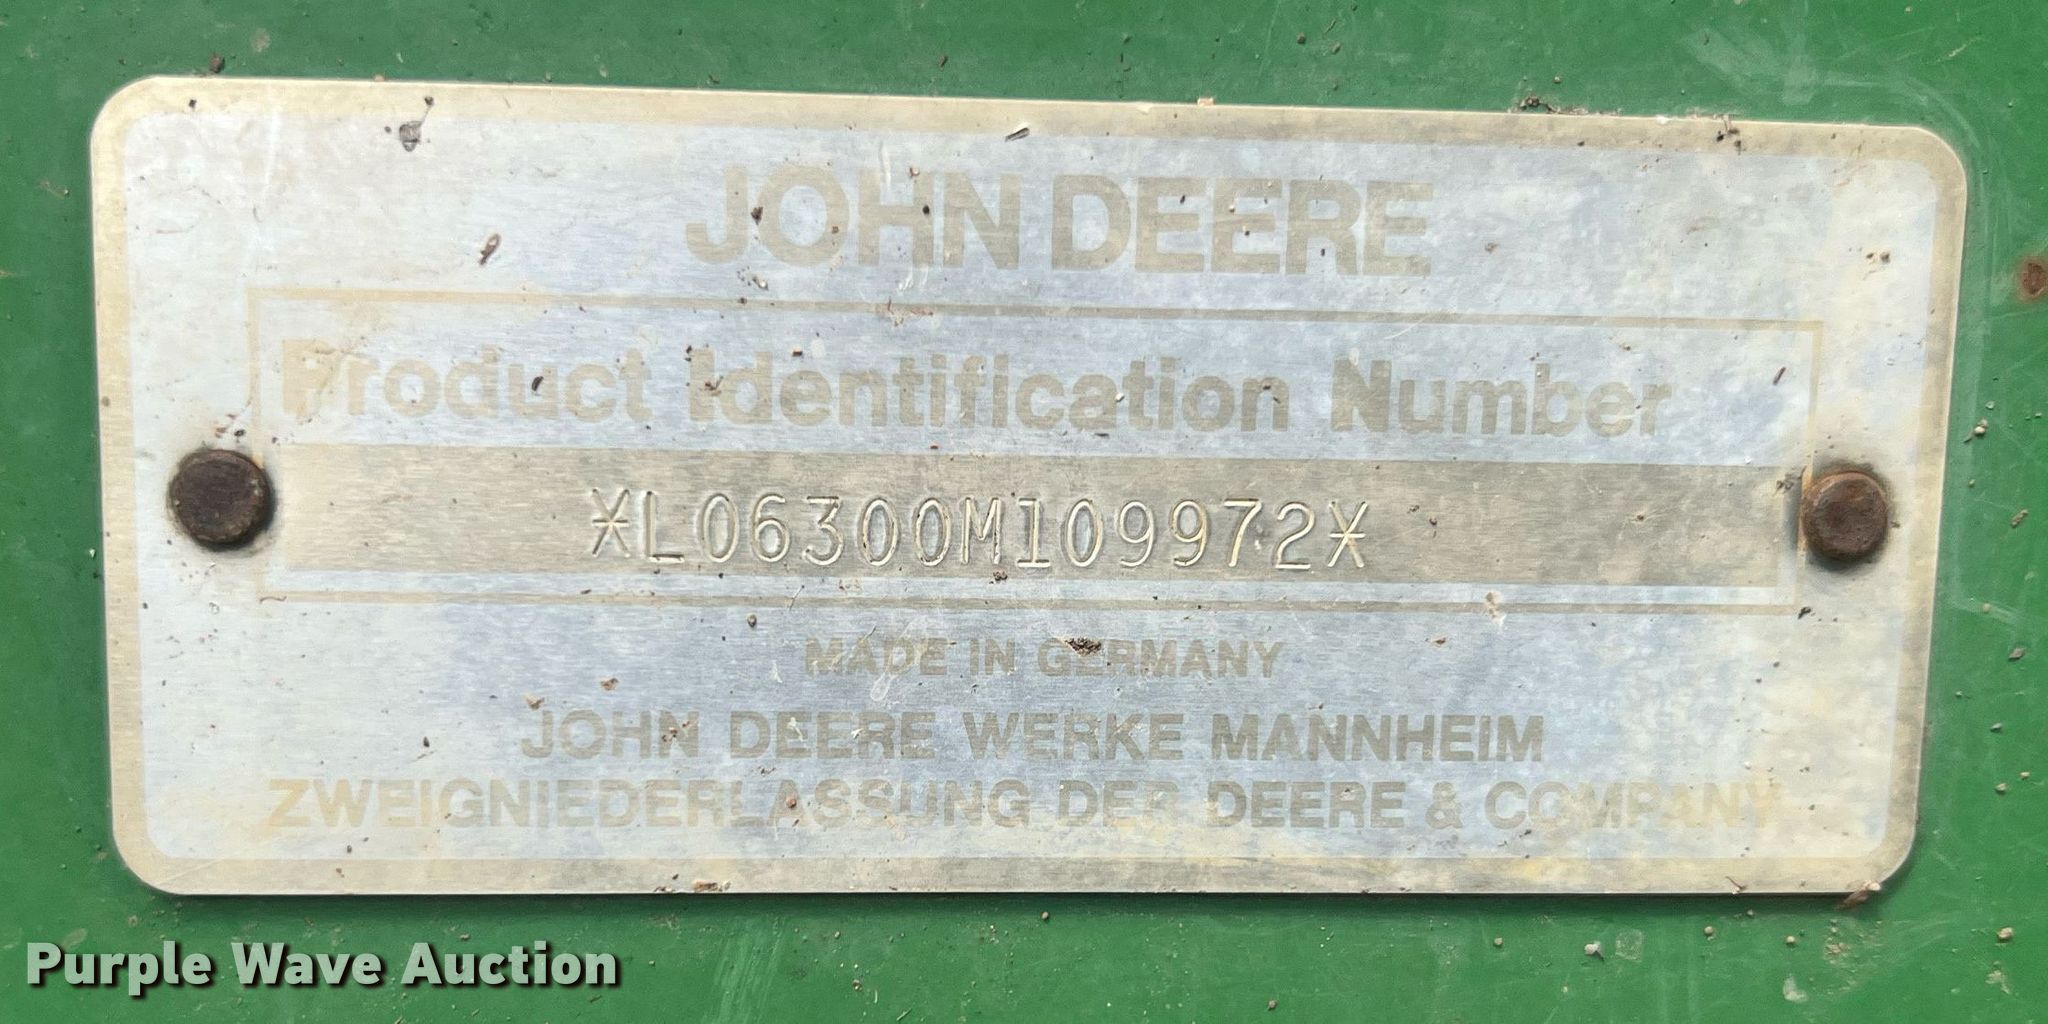 JOHN DEERE
Product Identification Number
*L06300M109972*
MADE IN GERMANY
JOHN DEERE WERKE MANNHEIM
ZWEIGNIEDERLASSUNG DER DEERE & COMPANY
Purple Wave Auction